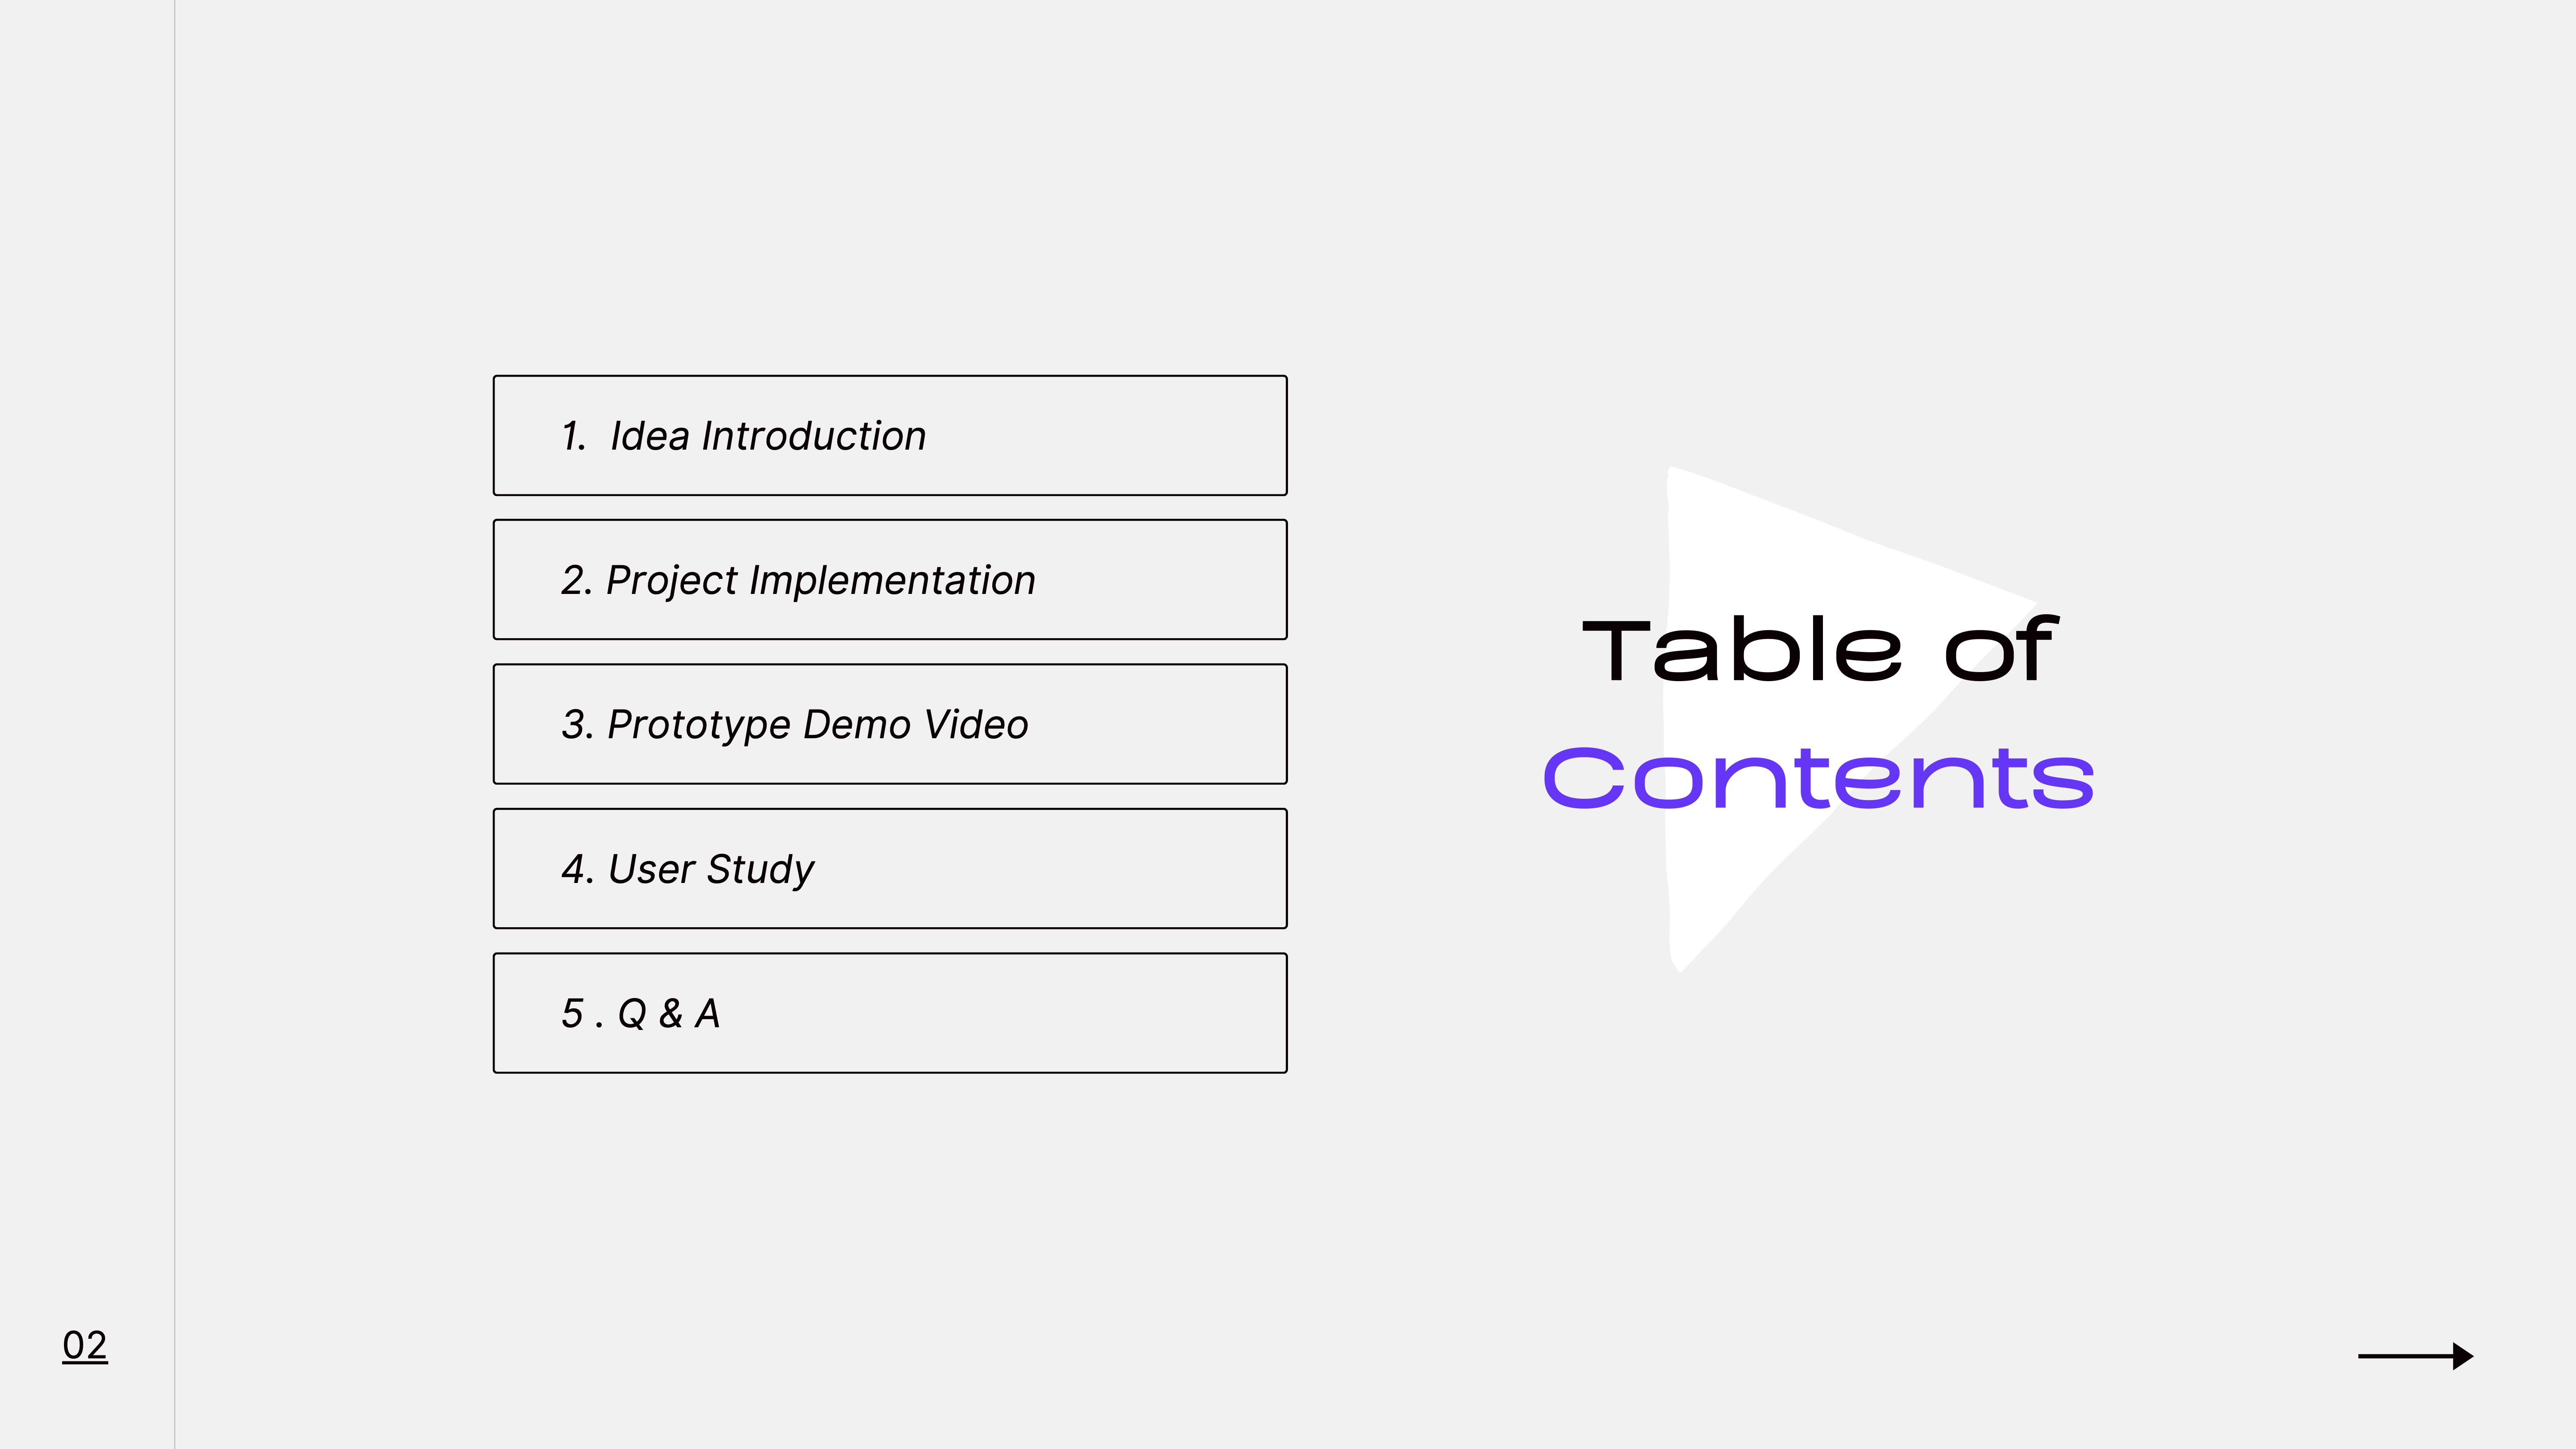 1. Idea Introduction
2. Project Implementation
3. Prototype Demo Video
4. User Study
5 . Q & A
Table of
Contents
02